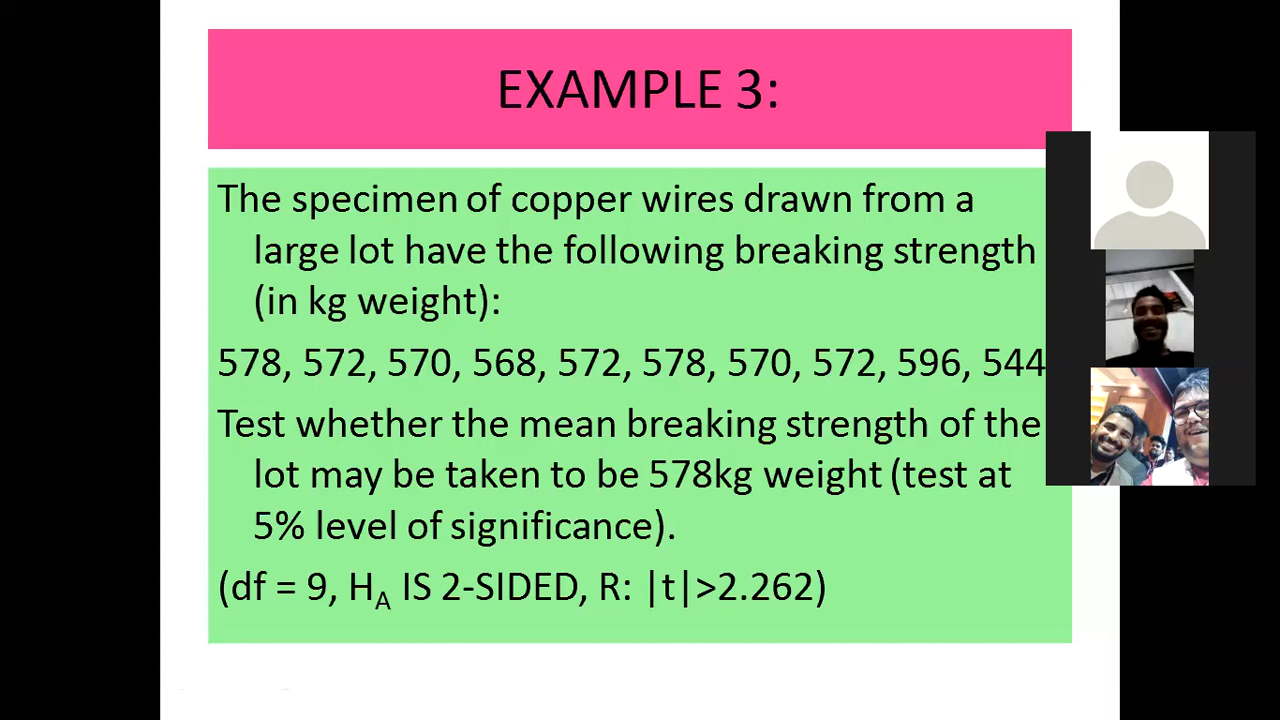 EXAMPLE 3:
The specimen of copper wires drawn from a
large lot have the following breaking strength
(in kg weight):
578, 572, 570, 568, 572, 578, 570, 572, 596, 544
Test whether the mean breaking strength of the
lot may be taken to be 578kg weight (test at
5% level of significance).
(df = 9, HA IS 2-SIDED, R: |t|>2.262)